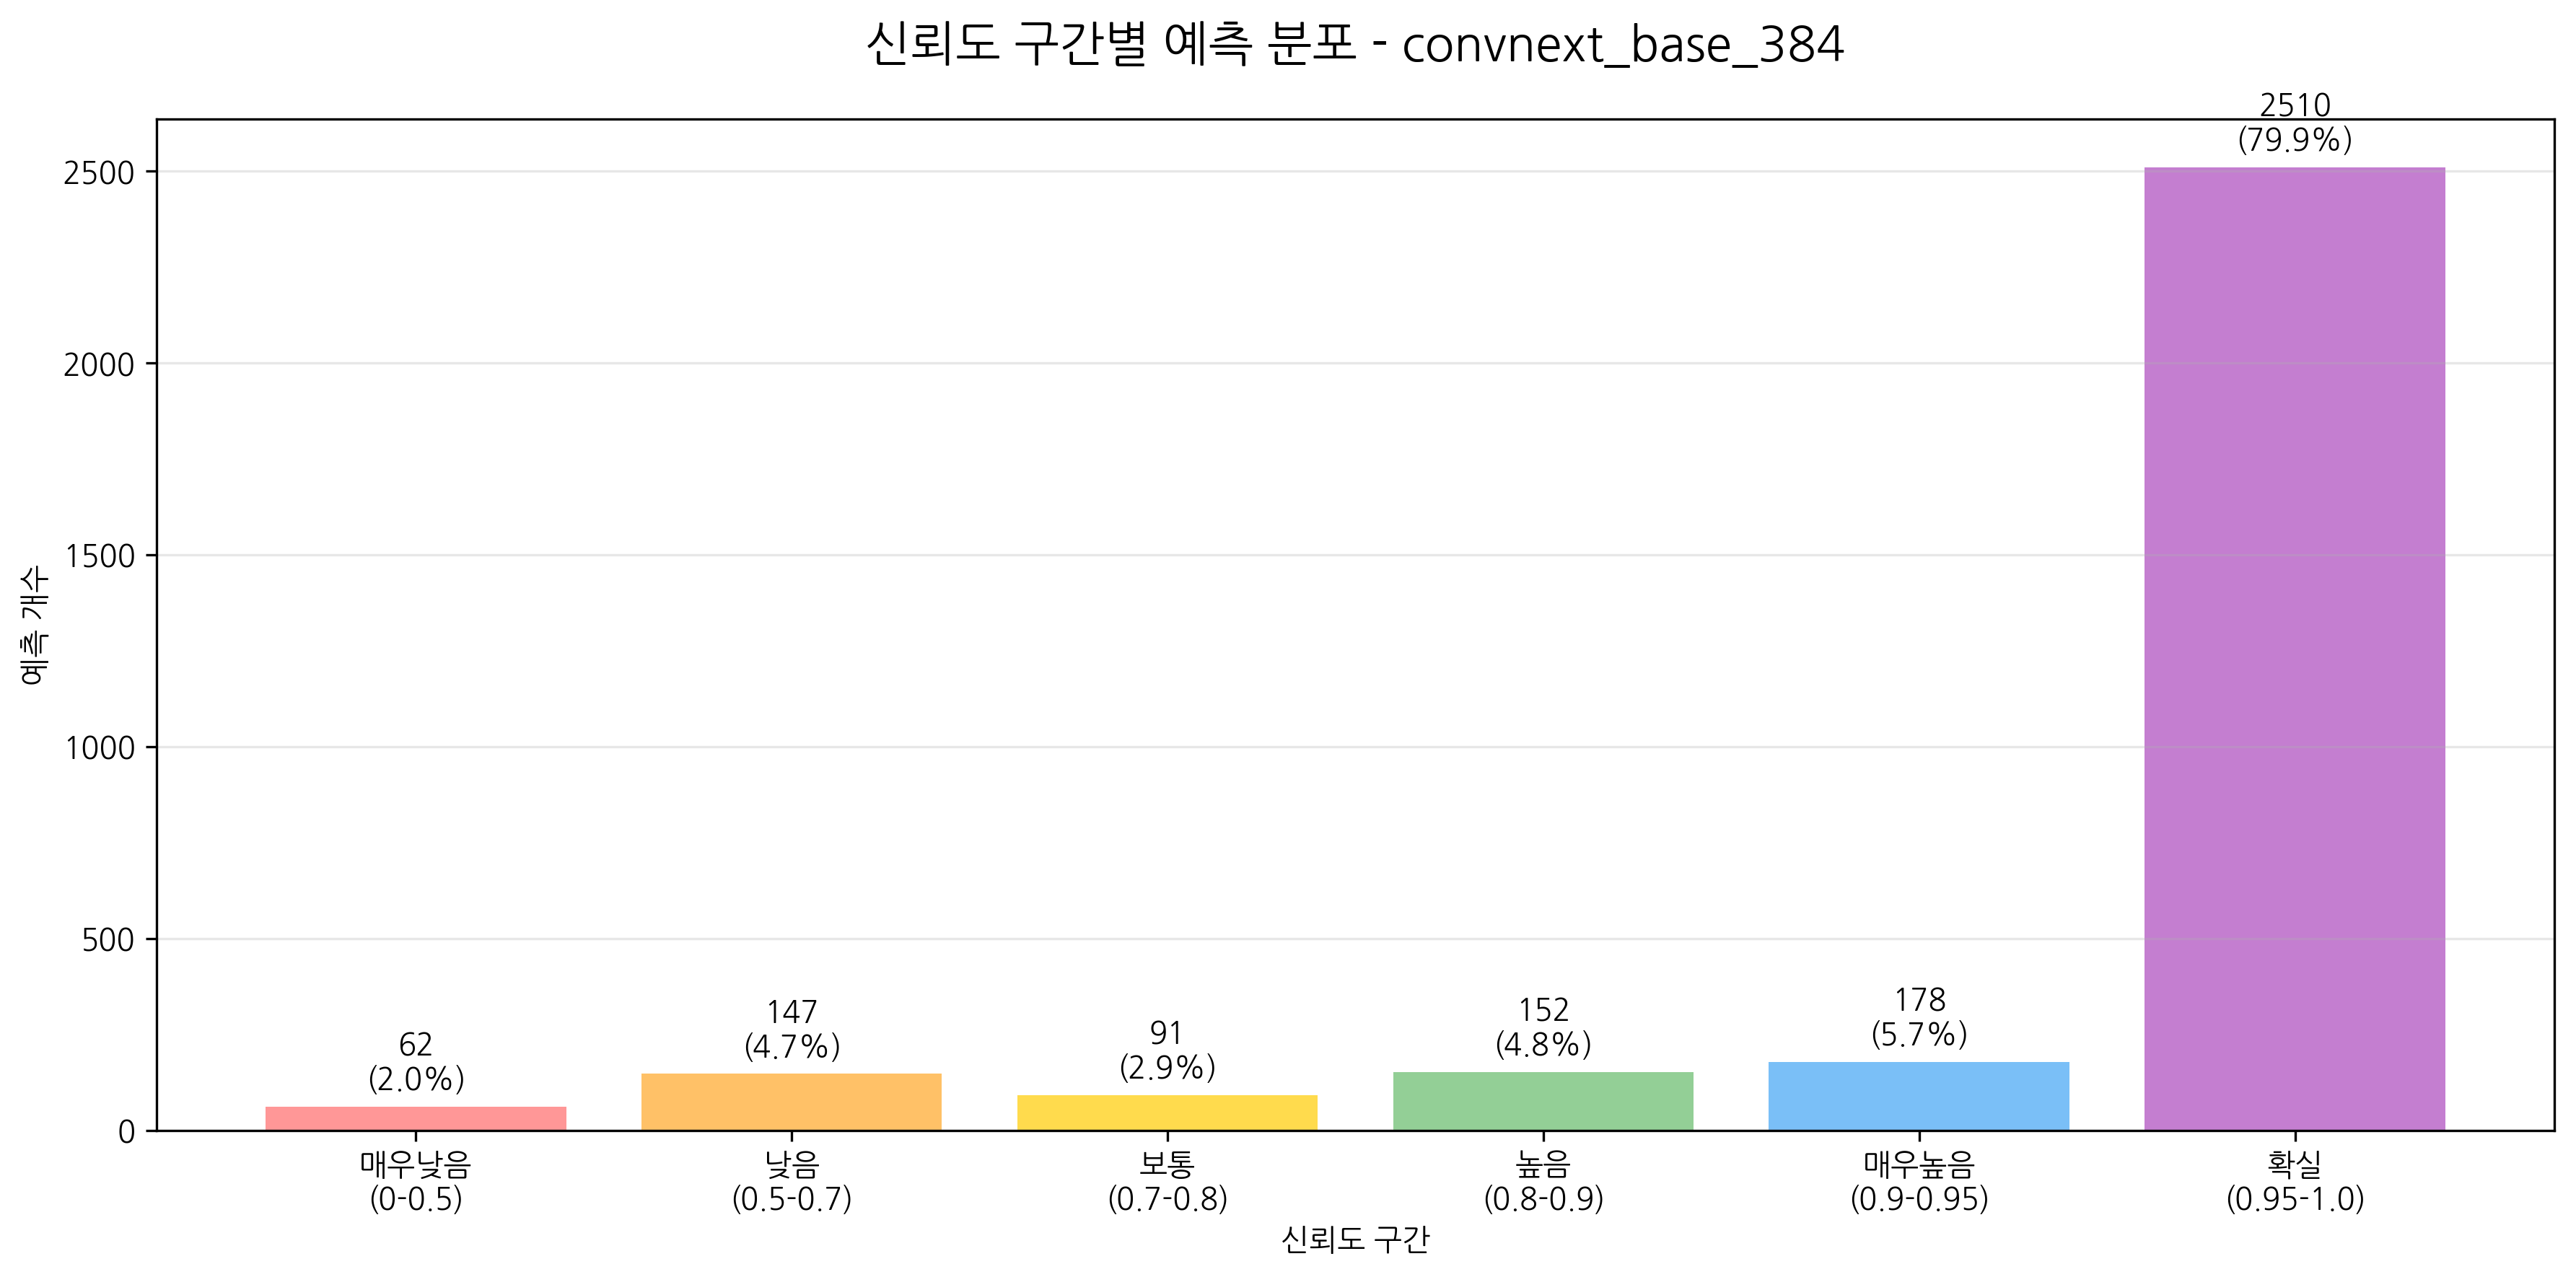 신뢰도 구간별 예측 분포 - convnext_base_384
2510
(79.9%)
2500
2000
1500
1000
500
0
예측 개수
62
(2.0%)
147
(4.7%)
91
(2.9%)
152
(4.8%)
178
(5.7%)
매우낮음
(0-0.5)
낮음
(0.5-0.7)
보통
(0.7-0.8)
높음
(0.8-0.9)
매우높음
(0.9-0.95)
확실
(0.95-1.0)
신뢰도 구간